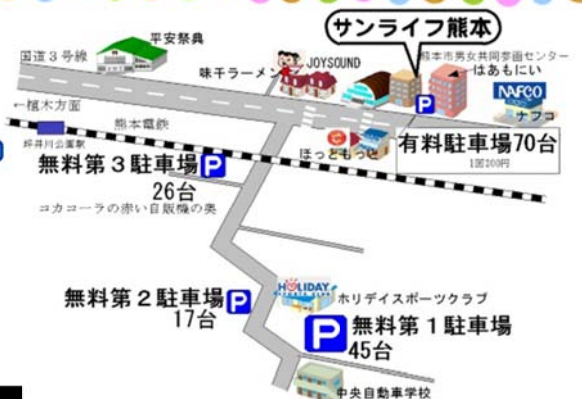 サンライフ熊本
平安祭典
国道３号線
JOYSOUND
味千ラーメン
熊本市男女共同参画センター
はあもにい
NAFCO
ナフコ
←植木方面
熊本電鉄
坪井川公園駅
ほっともっと
有料駐車場70台
1回200円
無料第３駐車場
26台
コカコーラの赤い自販機の奥
HOLIDAY
ホリデイスポーツクラブ
無料第２駐車場
17台
無料第１駐車場
45台
中央自動車学校